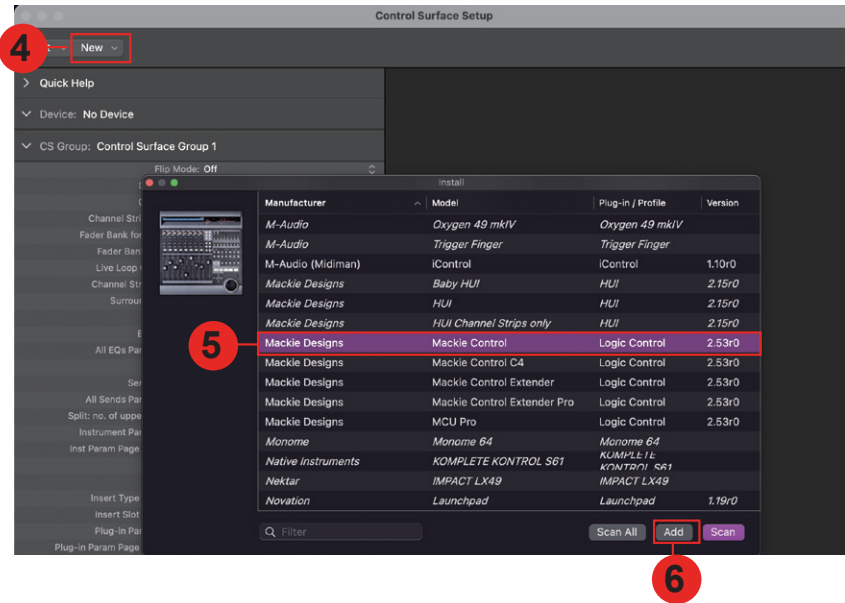 Control Surface Setup
4
New
Quick Help
Device: No Device
CS Group: Control Surface Group 1
Flip Mode: Off
Install
Manufacturer Model Plug-in / Profile Version
M-Audio Oxygen 49 mkIV Oxygen 49 mkIV
Channel Stri
M-Audio Trigger Finger Trigger Finger
Fader Bank for
Fader Ban
M-Audio (Midiman) iControl iControl 1.10r0
Live Loop
Mackie Designs Baby HUI HUI 2.15r0
Channel Str
Mackie Designs HUI HUI 2.15r0
Surrour
Mackie Designs HUI Channel Strips only HUI 2.15r0
5
Mackie Designs Mackie Control Logic Control 2.53r0
All EQs Par
Mackie Designs Mackie Control C4 Logic Control 2.53r0
Mackie Designs Mackie Control Extender Logic Control 2.53r0
Ser
All Sends Par
Mackie Designs Mackie Control Extender Pro Logic Control 2.53r0
Split: no. of uppe
Mackie Designs MCU Pro Logic Control 2.53r0
Instrument Par
Monome Monome 64 Monome 64
Inst Param Page
Native Instruments KOMPLETE KONTROL S61 KOMPLETE KONTROL S61
Nektar IMPACT LX49 IMPACT LX49
Insert Type
Novation Launchpad Launchpad 1.19r0
Insert Slot
Plug-in Par
Filter Scan All Add Scan
Plug-in Param Page
6